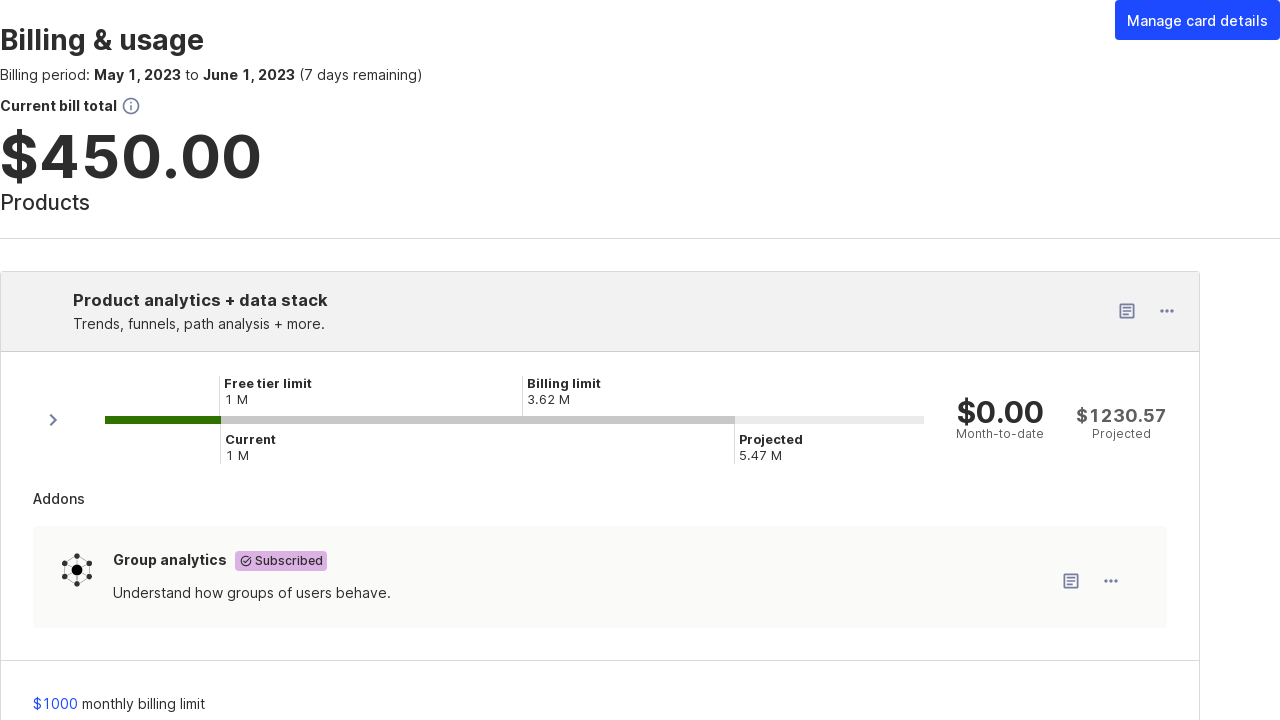 Manage card details
Billing & usage
Billing period: May 1, 2023 to June 1, 2023 (7 days remaining)
Current bill total
$450.00
Products
Product analytics + data stack
Trends, funnels, path analysis + more.
Free tier limit
1 M
Billing limit
3.62 M
Current
1 M
Projected
5.47 M
$0.00
Month-to-date
$1230.57
Projected
Addons
Group analytics Subscribed
Understand how groups of users behave.
$1000 monthly billing limit